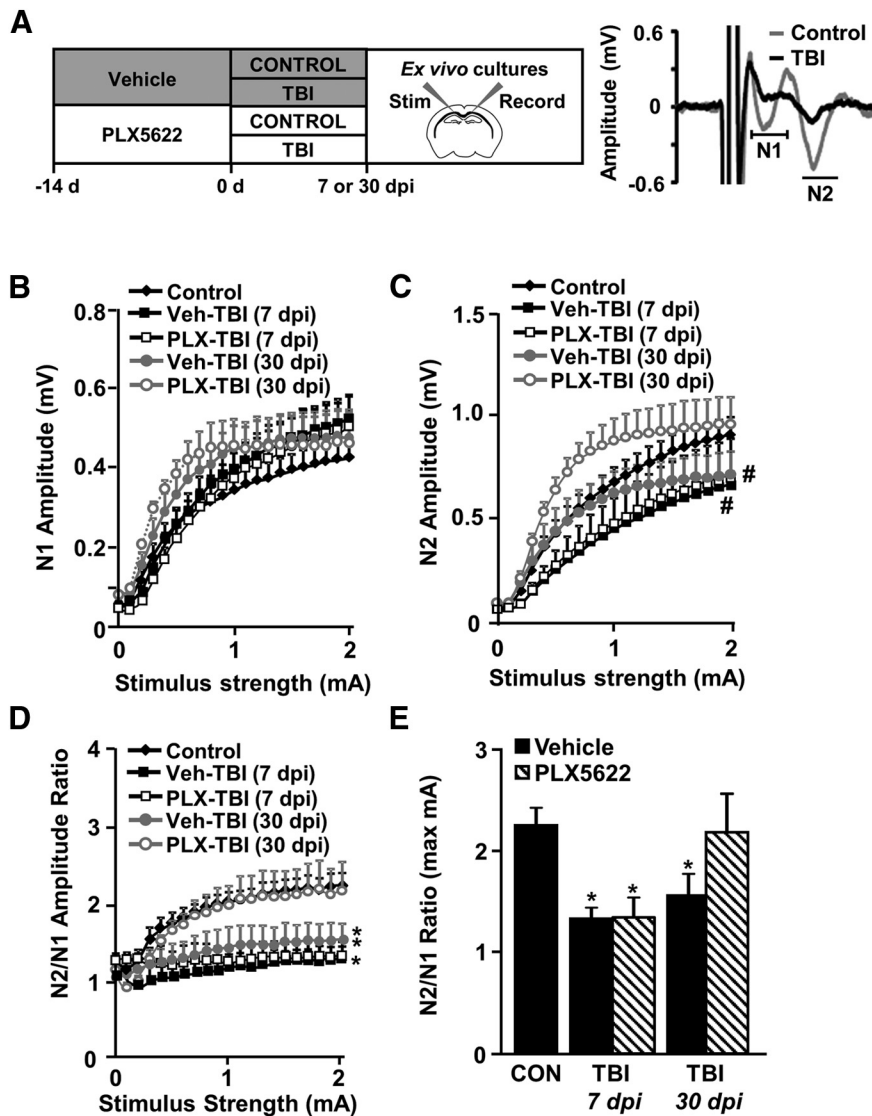 A
Vehicle
PLX5622
CONTROL
TBI
CONTROL
TBI
Ex vivo cultures
Stim
Record
-14 d
0 d
7 or 30 dpi
Amplitude (mV)
0.6
0
-0.6
Control
TBI
N1
N2
B
N1 Amplitude (mV)
0.8
0.6
0.4
0.2
0
Control
Veh-TBI (7 dpi)
PLX-TBI (7 dpi)
Veh-TBI (30 dpi)
PLX-TBI (30 dpi)
0
1
2
Stimulus strength (mA)
C
N2 Amplitude (mV)
1.5
1.0
0.5
0
Control
Veh-TBI (7 dpi)
PLX-TBI (7 dpi)
Veh-TBI (30 dpi)
PLX-TBI (30 dpi)
#
#
0
1
2
Stimulus strength (mA)
D
N2/N1 Amplitude Ratio
4
3
2
1
0
Control
Veh-TBI (7 dpi)
PLX-TBI (7 dpi)
Veh-TBI (30 dpi)
PLX-TBI (30 dpi)
*
*
*
0
1
2
Stimulus Strength (mA)
E
N2/N1 Ratio (max mA)
3
2
1
0
Vehicle
PLX5622
*
*
*
CON
TBI
7 dpi
TBI
30 dpi